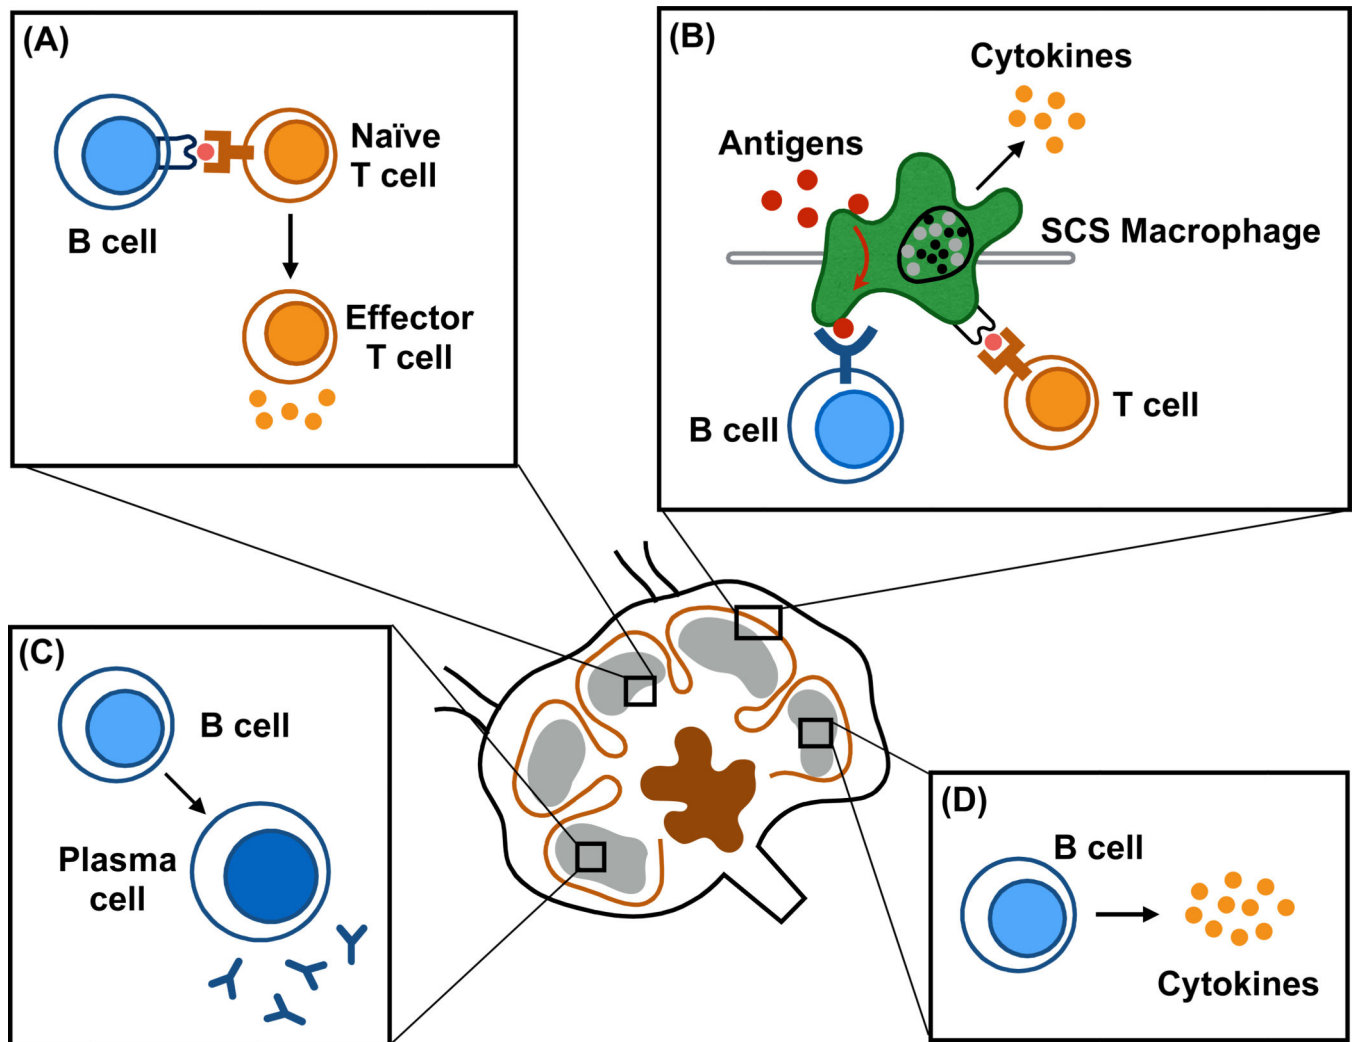 (A)
B cell
Naïve
T cell
Effector
T cell
(B)
Cytokines
Antigens
SCS Macrophage
B cell
T cell
(C)
B cell
Plasma
cell
(D)
B cell
Cytokines